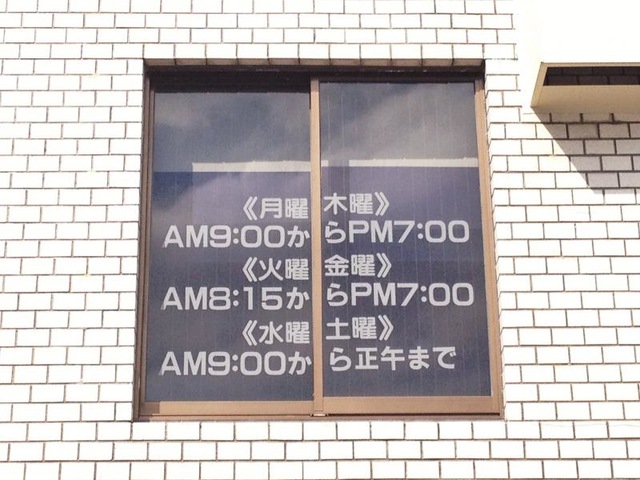 《月曜 木曜》
AM9:00からPM7:00
《火曜 金曜》
AM8:15からPM7:00
《水曜 土曜》
AM9:00から正午まで